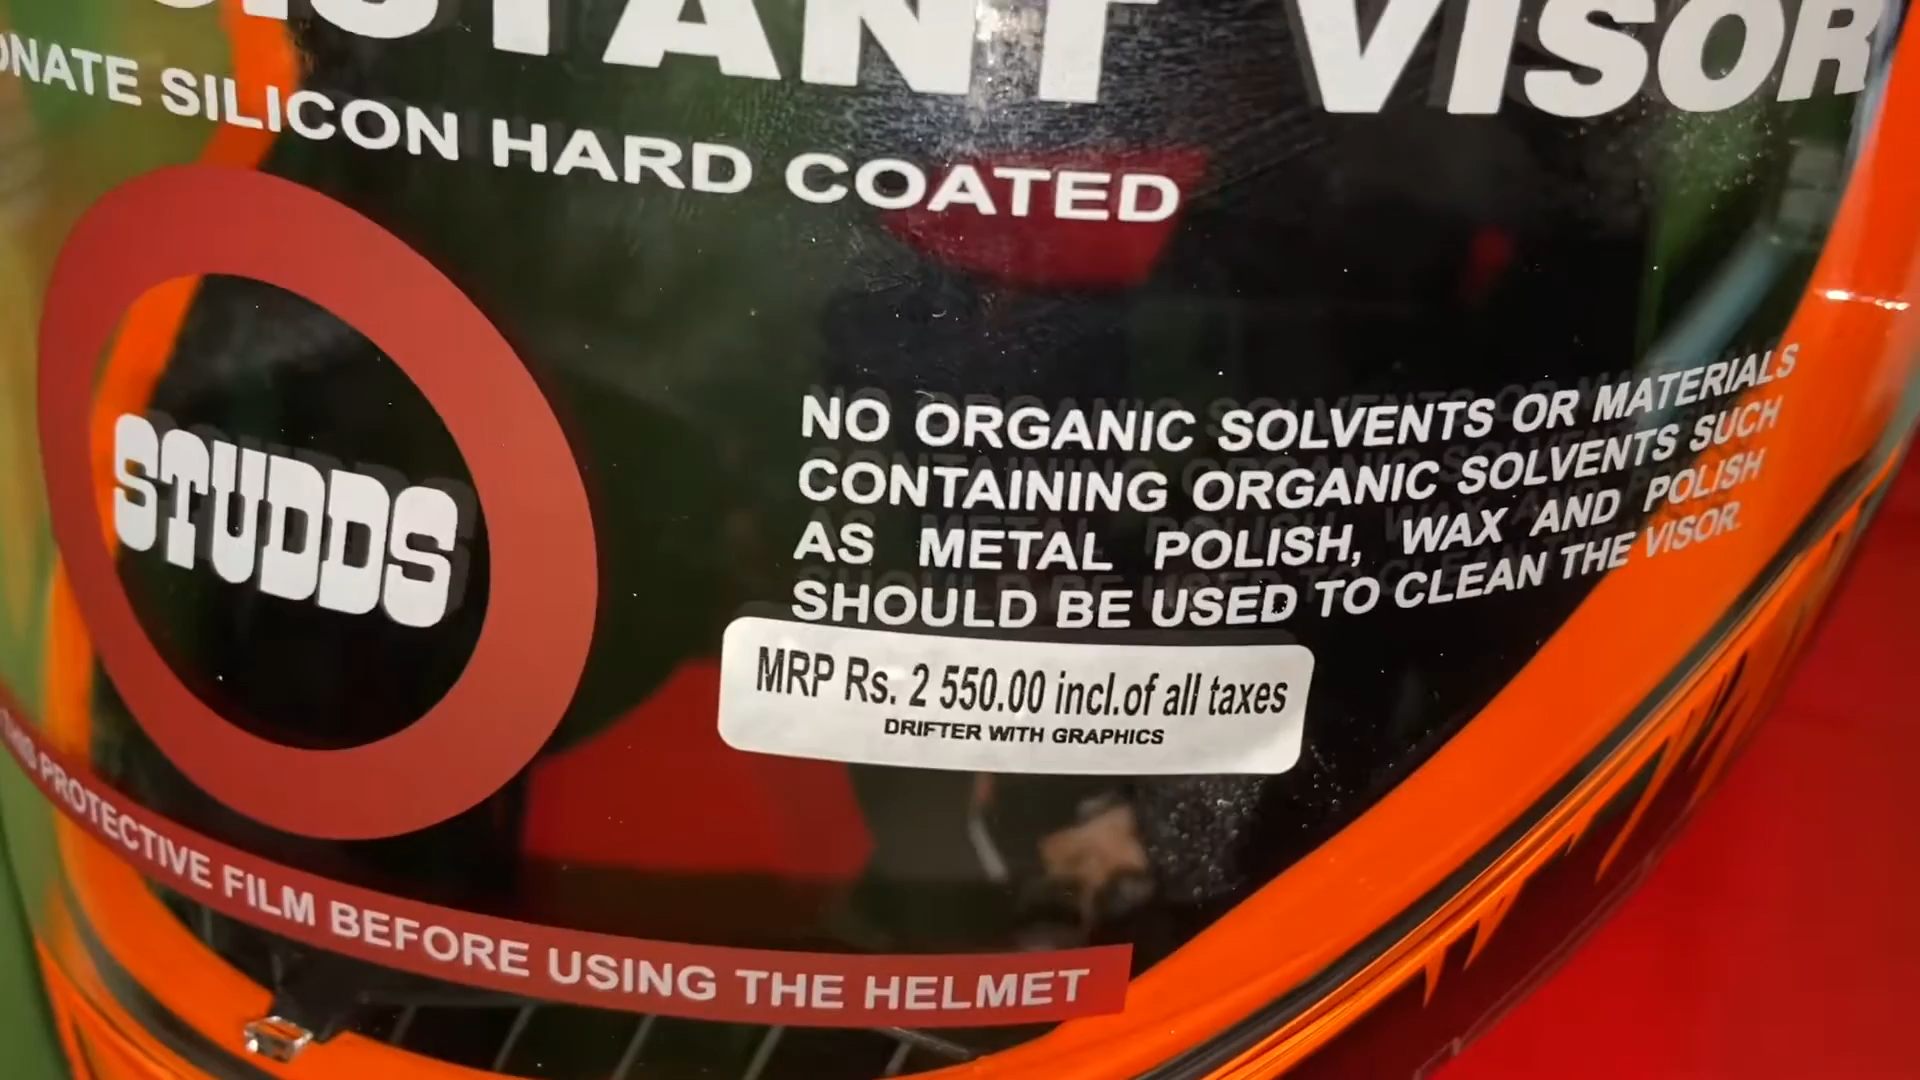 VISOR
SILICON HARD COATED
STUDDS
NO ORGANIC SOLVENTS OR MATERIALS
CONTAINING ORGANIC SOLVENTS SUCH
AS METAL POLISH, WAX AND POLISH
SHOULD BE USED TO CLEAN THE VISOR.
MRP Rs. 2 550.00 incl.of all taxes
DRIFTER WITH GRAPHICS
PROTECTIVE FILM BEFORE USING THE HELMET